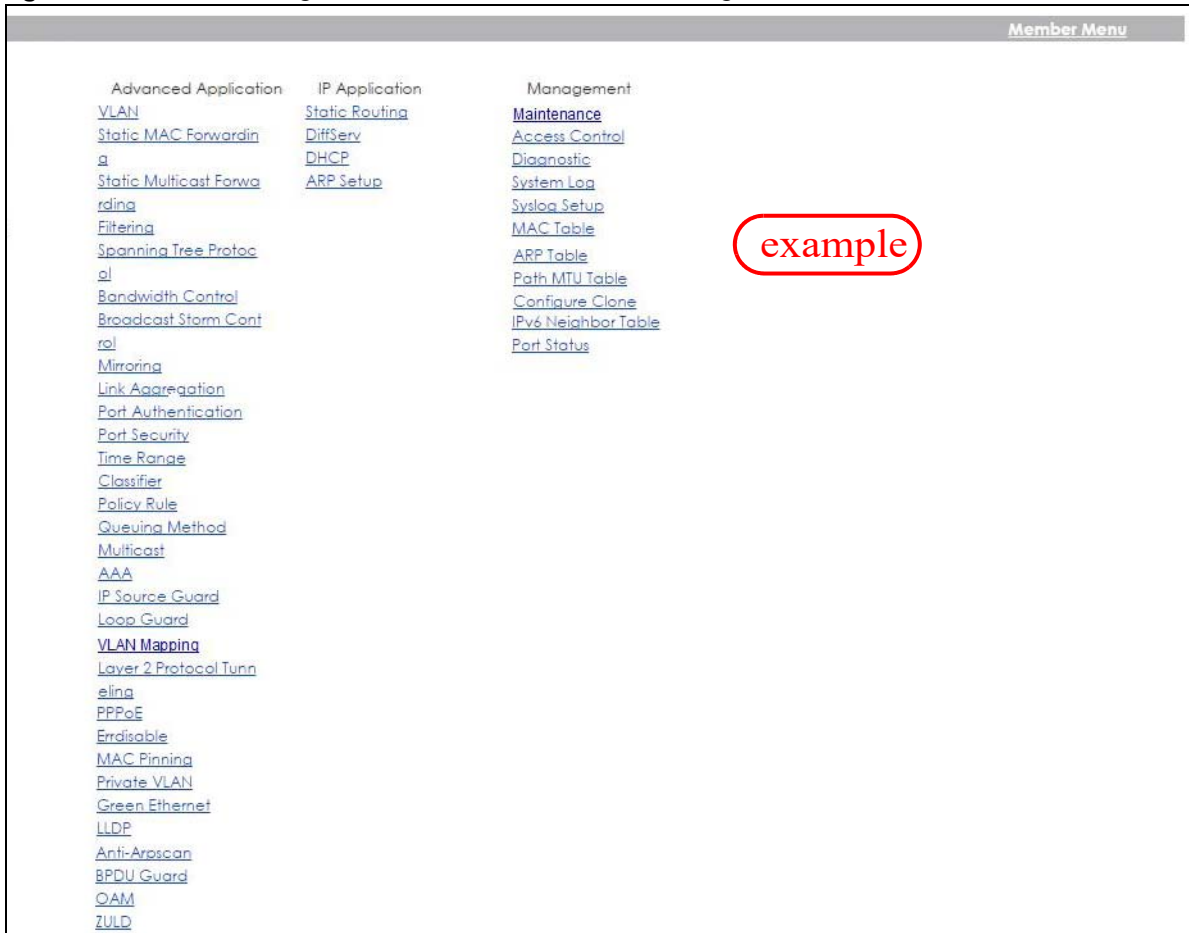 Member Menu
Advanced Application
VLAN
Static MAC Forwardin
g
Static Multicast Forwa
rding
Filtering
Spanning Tree Protoc
ol
Bandwidth Control
Broadcast Storm Cont
rol
Mirroring
Link Aggregation
Port Authentication
Port Security
Time Range
Classifier
Policy Rule
Queuing Method
Multicast
AAA
IP Source Guard
Loop Guard
VLAN Mapping
Layer 2 Protocol Tunn
eling
PPPoE
Errdisable
MAC Pinning
Private VLAN
Green Ethernet
LLDP
Anti-Arpscan
BPDU Guard
OAM
ZULD
IP Application
Static Routing
DiffServ
DHCP
ARP Setup
Management
Maintenance
Access Control
Diagnostic
System Log
Syslog Setup
MAC Table
ARP Table
Path MTU Table
Configure Clone
IPv6 Neighbor Table
Port Status
example